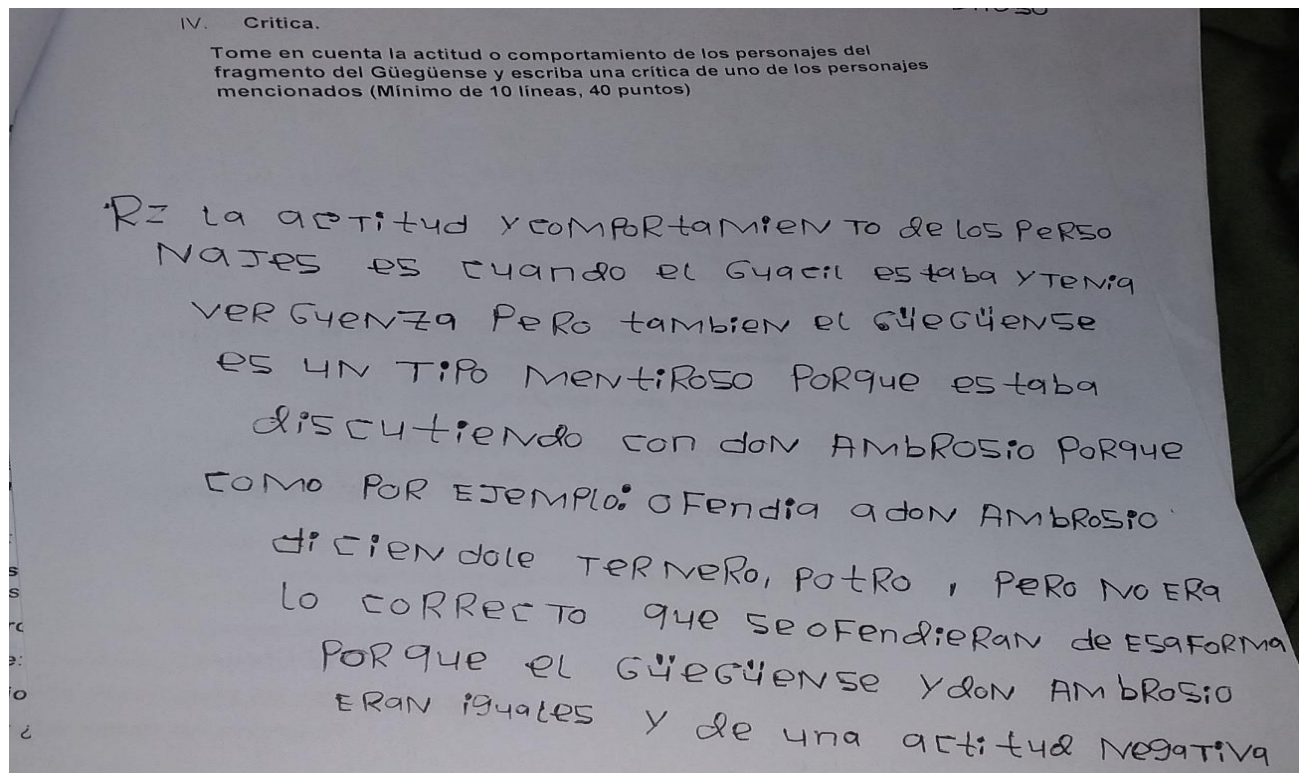 IV. Critica.
Tome en cuenta la actitud o comportamiento de los personajes del
fragmento del Güegüense y escriba una crítica de uno de los personajes
mencionados (Mínimo de 10 líneas, 40 puntos)
R= La actitud y comportamiento de los perso
najes es cuando el Guacil estaba y tenia
verguenza pero tambien el Güegüense
es un tipo mentiroso porque estaba
discutiendo con don Ambrosio porque
como por ejemplo: ofendia a don Ambrosio
diciendole ternero, potro, pero no era
lo correcto que se ofendieran de esa forma
porque el Güegüense y don Ambrosio
eran iguales y de una actitud negativa
s
s
rc
e:
io
¿